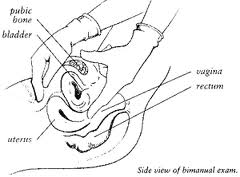 pubic
bone
bladder
vagina
rectum
uterus
Side view of bimanual exam.